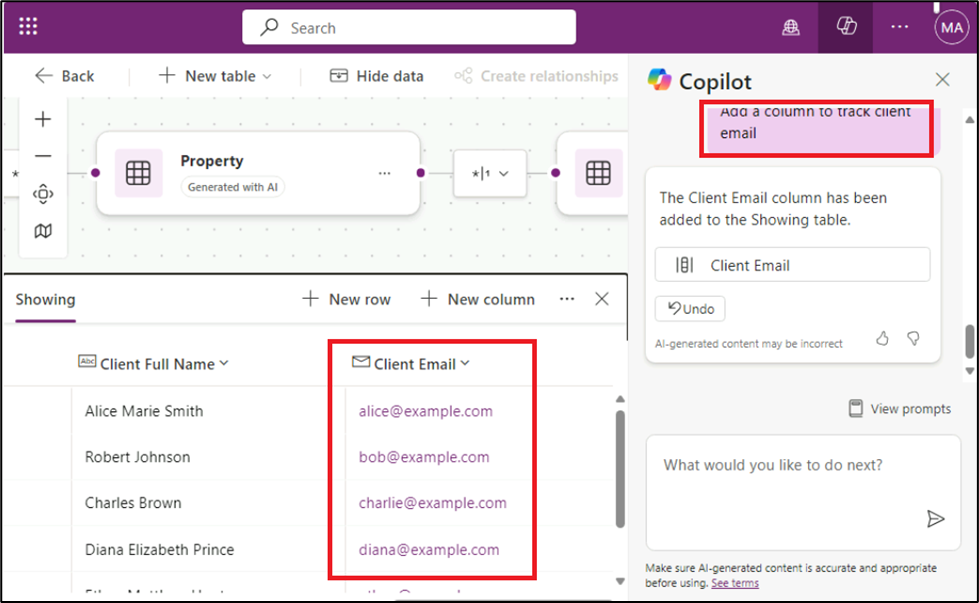 Search
MA
Back
New table
Hide data
Create relationships
Property
Generated with AI
*|1
*
Showing
New row
New column
Abc Client Full Name
Client Email
Alice Marie Smith
alice@example.com
Robert Johnson
bob@example.com
Charles Brown
charlie@example.com
Diana Elizabeth Prince
diana@example.com
Copilot
Add a column to track client
email
The Client Email column has been
added to the Showing table.
Client Email
Undo
AI-generated content may be incorrect
View prompts
What would you like to do next?
Make sure AI-generated content is accurate and appropriate
before using. See terms